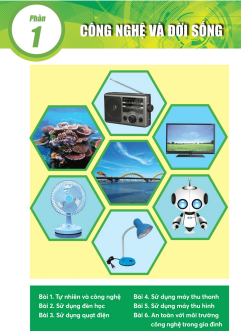 Phần
1
CÔNG NGHỆ VÀ ĐỜI SỐNG
Bài 1. Tự nhiên và công nghệ
Bài 2. Sử dụng đèn học
Bài 3. Sử dụng quạt điện
Bài 4. Sử dụng máy thu thanh
Bài 5. Sử dụng máy thu hình
Bài 6. An toàn với môi trường
công nghệ trong gia đình